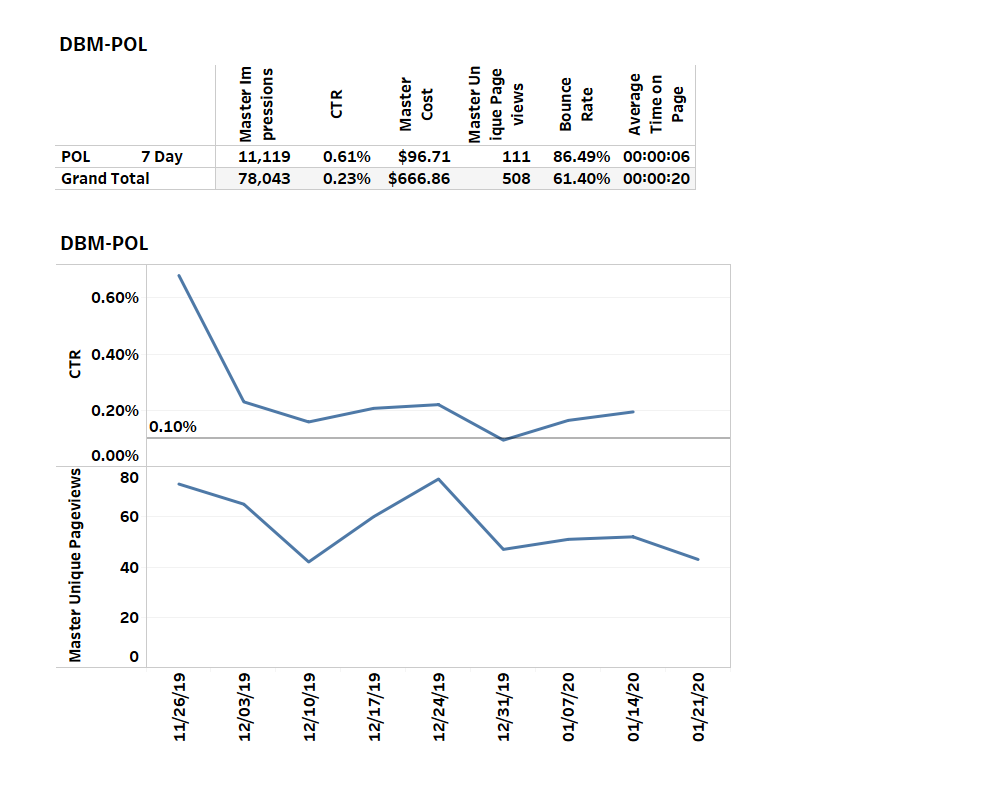 DBM-POL
Master Im
pressions
CTR
Master
Cost
Master Un
ique Page
views
Bounce
Rate
Average
Time on
Page
POL 7 Day 11,119 0.61% $96.71 111 86.49% 00:00:06
Grand Total 78,043 0.23% $666.86 508 61.40% 00:00:20
DBM-POL
CTR
0.60%
0.40%
0.20%
0.10%
0.00%
Master Unique Pageviews
80
60
40
20
0
11/26/19
12/03/19
12/10/19
12/17/19
12/24/19
12/31/19
01/07/20
01/14/20
01/21/20